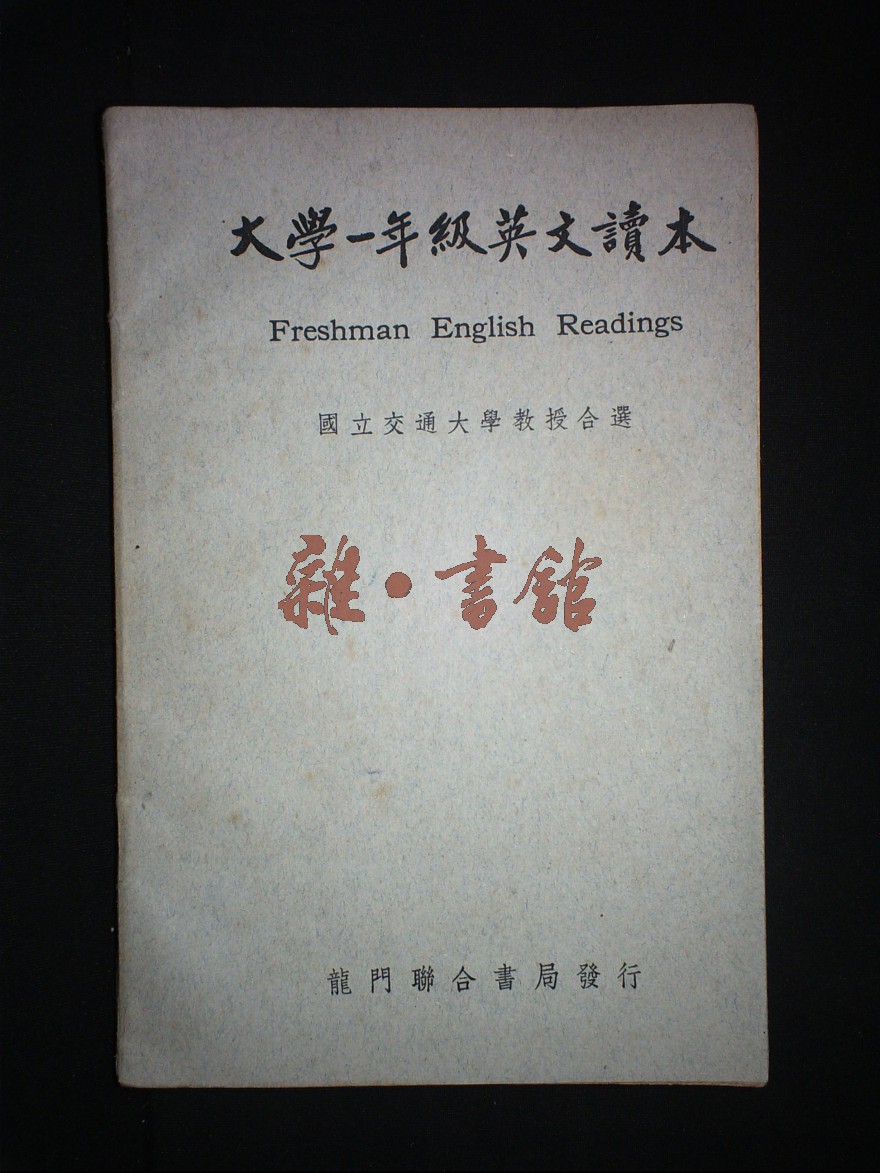 大學一年級英文讀本
Freshman English Readings
國立交通大學教授合選
雜·書館
龍門聯合書局發行